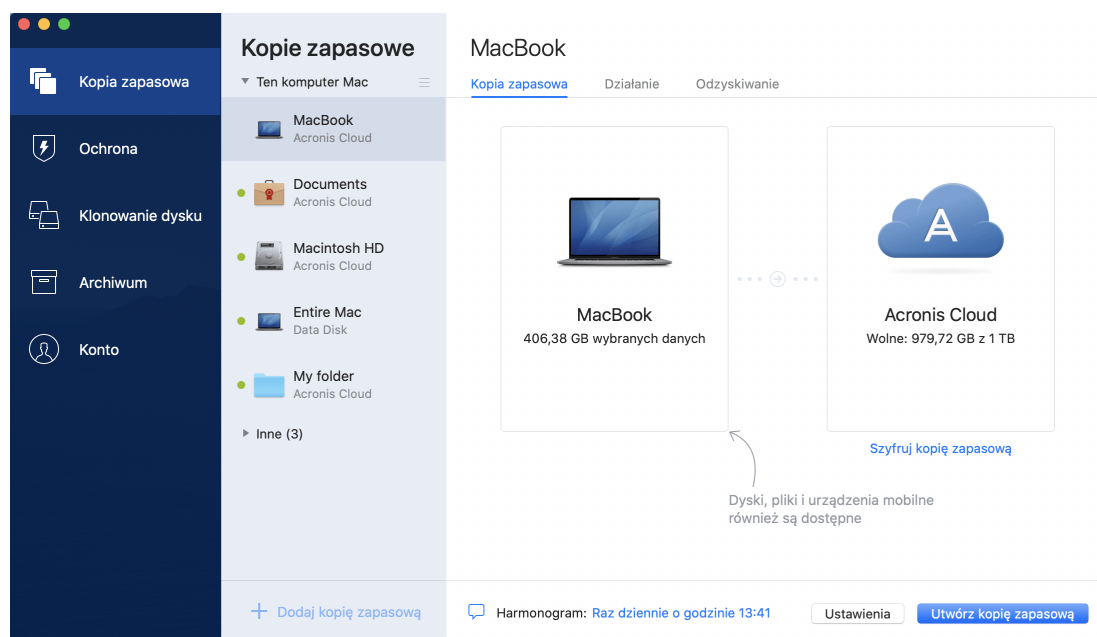 Kopia zapasowa
Ochrona
Klonowanie dysku
Archiwum
Konto
Kopie zapasowe
Ten komputer Mac
MacBook
Acronis Cloud
Documents
Acronis Cloud
Macintosh HD
Acronis Cloud
Entire Mac
Data Disk
My folder
Acronis Cloud
Inne (3)
Dodaj kopię zapasową
MacBook
Kopia zapasowa Działanie Odzyskiwanie
MacBook
406,38 GB wybranych danych
A
Acronis Cloud
Wolne: 979,72 GB z 1 TB
Szyfruj kopię zapasową
Dyski, pliki i urządzenia mobilne
również są dostępne
Harmonogram: Raz dziennie o godzinie 13:41
Ustawienia
Utwórz kopię zapasową